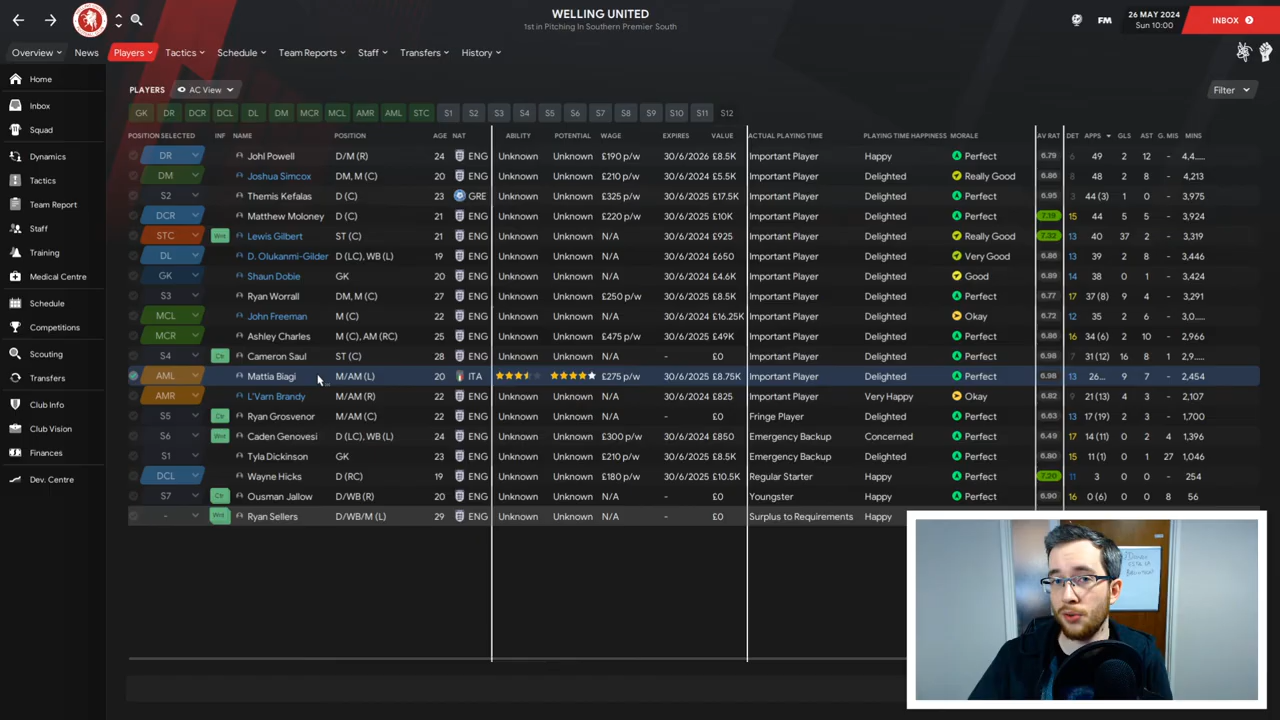 WELLING UNITED
1st in Pitching In Southern Premier South
FM
26 MAY 2024
Sun 10:00
INBOX
Overview
News
Players
Tactics
Schedule
Team Reports
Staff
Transfers
History
Home
Inbox
Squad
Dynamics
Tactics
Team Report
Staff
Training
Medical Centre
Schedule
Competitions
Scouting
Transfers
Club Info
Club Vision
Finances
Dev. Centre
PLAYERS AC View Filter
GK DR DCR DCL DL DM MCR MCL AMR AML STC S1 S2 S3 S4 S5 S6 S7 S8 S9 S10 S11 S12
POSITION SELECTED INF NAME POSITION AGE NAT ABILITY POTENTIAL WAGE EXPIRES VALUE ACTUAL PLAYING TIME PLAYING TIME HAPPINESS MORALE AV RAT DET APPS GLS AST G. MIS MINS
DR Johl Powell D/M (R) 24 ENG Unknown Unknown £190 p/w 30/6/2026 £8.5K Important Player Happy Perfect 6.79 6 49 2 12 - 4,4.....
DM Joshua Simcox DM, M (C) 20 ENG Unknown Unknown £210 p/w 30/6/2024 £5.5K Important Player Delighted Really Good 6.86 8 48 2 8 - 4,213
S2 Themis Kefalas D (C) 23 GRE Unknown Unknown £325 p/w 30/6/2025 £17.5K Important Player Delighted Perfect 6.95 3 44 (3) 1 0 - 3,975
DCR Matthew Moloney D (C) 21 ENG Unknown Unknown £220 p/w 30/6/2025 £10K Important Player Delighted Perfect 7.19 15 44 5 5 - 3,924
STC Wnt Lewis Gilbert ST (C) 21 ENG Unknown Unknown N/A 30/6/2024 £925 Important Player Delighted Really Good 7.32 13 40 37 2 - 3,319
DL D. Olukanmi-Gilder D (LC), WB (L) 19 ENG Unknown Unknown N/A 30/6/2024 £650 Important Player Delighted Very Good 6.86 13 39 2 8 - 3,446
GK Shaun Dobie GK 20 ENG Unknown Unknown N/A 30/6/2024 £4.6K Important Player Delighted Good 6.89 14 38 0 1 - 3,424
S3 Ryan Worrall DM, M (C) 27 ENG Unknown Unknown £250 p/w 30/6/2025 £8.5K Important Player Delighted Perfect 6.77 17 37 (8) 9 4 - 3,291
MCL John Freeman M (C) 22 ENG Unknown Unknown N/A 30/6/2024 £16.25K Important Player Delighted Okay 6.72 12 35 6 2 - 3,0.....
MCR Ashley Charles M (C), AM (RC) 25 ENG Unknown Unknown £475 p/w 30/6/2025 £49K Important Player Delighted Perfect 6.86 16 34 (6) 2 10 - 2,966
S4 Ctr Cameron Saul ST (C) 28 ENG Unknown Unknown N/A - £0 Important Player Delighted Perfect 6.98 7 31 (12) 16 8 1 2,9.....
AML Mattia Biagi M/AM (L) 20 ITA £275 p/w 30/6/2025 £8.75K Important Player Very Happy Perfect 6.98 13 26... 9 7 - 2,454
AMR L'Varn Brandy M/AM (R) 22 ENG Unknown Unknown N/A 30/6/2024 £825 Important Player Delighted Okay 6.82 9 21 (13) 4 3 - 2,107
S5 Ctr Ryan Grosvenor M/AM (C) 22 ENG Unknown Unknown N/A - £0 Fringe Player Delighted Perfect 6.63 13 17 (19) 2 3 - 1,700
S6 Wnt Caden Genovesi D (LC), WB (L) 24 ENG Unknown Unknown £300 p/w 30/6/2024 £850 Emergency Backup Concerned Perfect 6.49 17 14 (11) 0 2 4 1,396
S1 Tyla Dickinson GK 23 ENG Unknown Unknown £210 p/w 30/6/2025 £8.5K Emergency Backup Delighted Perfect 6.80 15 11 (1) 0 1 27 1,046
DCL Wayne Hicks D (RC) 20 ENG Unknown Unknown £180 p/w 30/6/2024 £10.5K Regular Starter Happy Perfect 7.20 11 3 0 0 - 254
S7 Ctr Ousman Jallow D/WB (R) 20 ENG Unknown Unknown N/A - £0 Youngster Happy Perfect 6.90 16 0 (6) 0 0 8 56
- Wnt Ryan Sellers D/WB/M (L) 29 ENG Unknown Unknown N/A - £0 Surplus to Requirements Happy